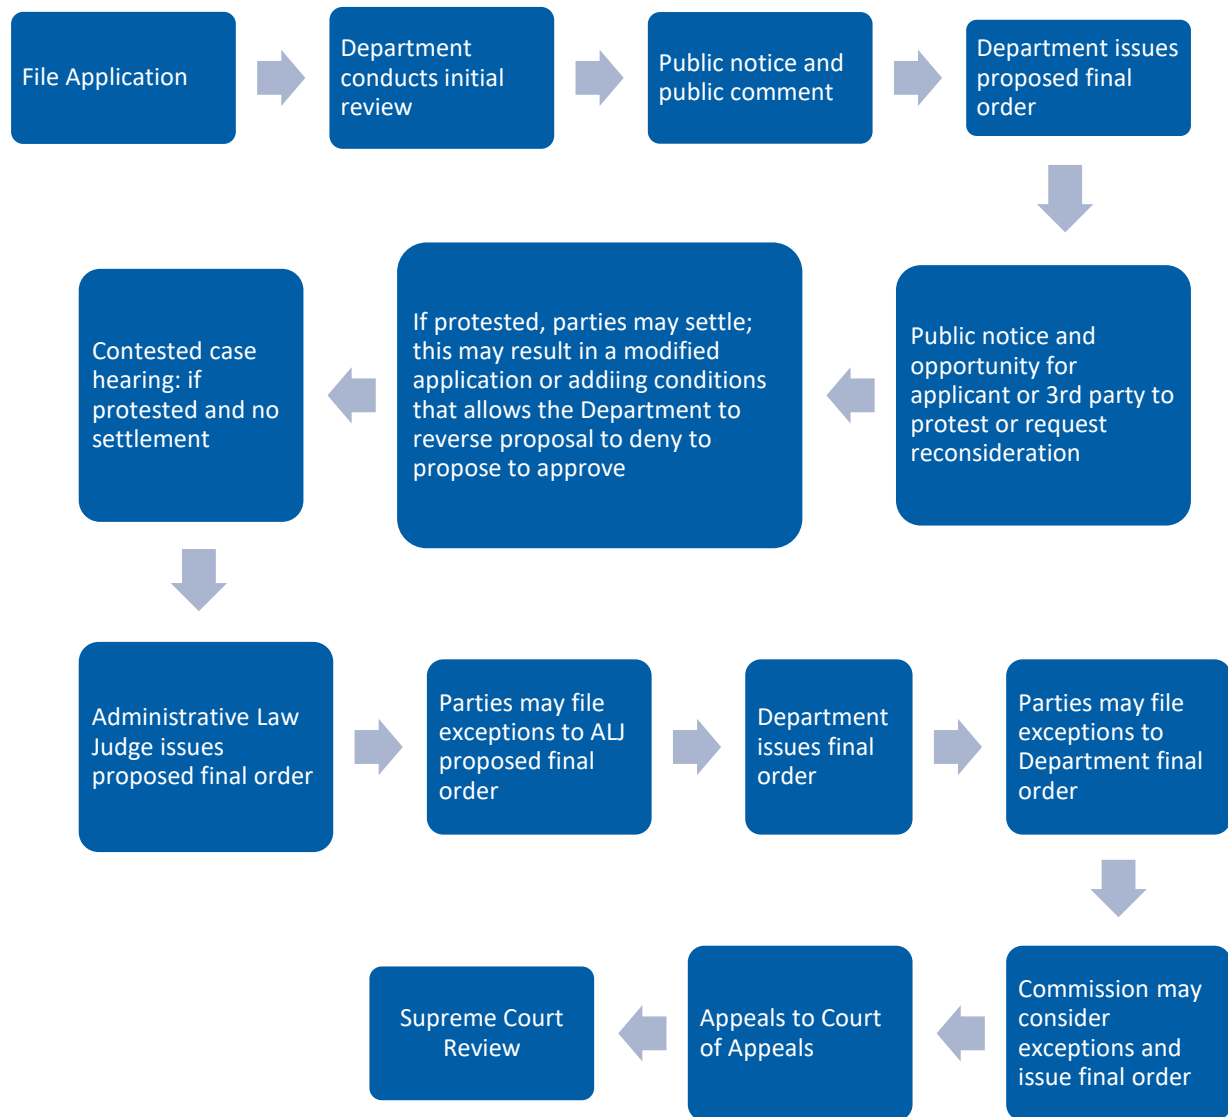 File Application
Department
conducts initial
review
Public notice and
public comment
Department issues
proposed final
order
Public notice and
opportunity for
applicant or 3rd party to
protest or request
reconsideration
If protested, parties may settle;
this may result in a modified
application or addiing conditions
that allows the Department to
reverse proposal to deny to
propose to approve
Contested case
hearing: if
protested and no
settlement
Administrative Law
Judge issues
proposed final order
Parties may file
exceptions to ALJ
proposed final
order
Department
issues final
order
Parties may file
exceptions to
Department final
order
Commission may
consider
exceptions and
issue final order
Appeals to Court
of Appeals
Supreme Court
Review